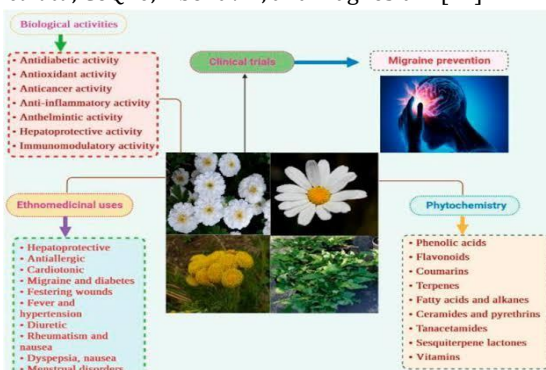 Biological activities
• Antidiabetic activity
• Antioxidant activity
• Anticancer activity
• Anti-inflammatory activity
• Anthelmintic activity
• Hepatoprotective activity
• Immunomodulatory activity
Clinical trials
Migraine prevention
Ethnomedicinal uses
• Hepatoprotective
• Antiallergic
• Cardiotonic
• Migraine and diabetes
• Festering wounds
• Fever and
hypertension
• Diuretic
• Rheumatism and
nausea
• Dyspepsia, nausea
• Menstrual disorders
Phytochemistry
• Phenolic acids
• Flavonoids
• Coumarins
• Terpenes
• Fatty acids and alkanes
• Ceramides and pyrethrins
• Tanacetamides
• Sesquiterpene lactones
• Vitamins